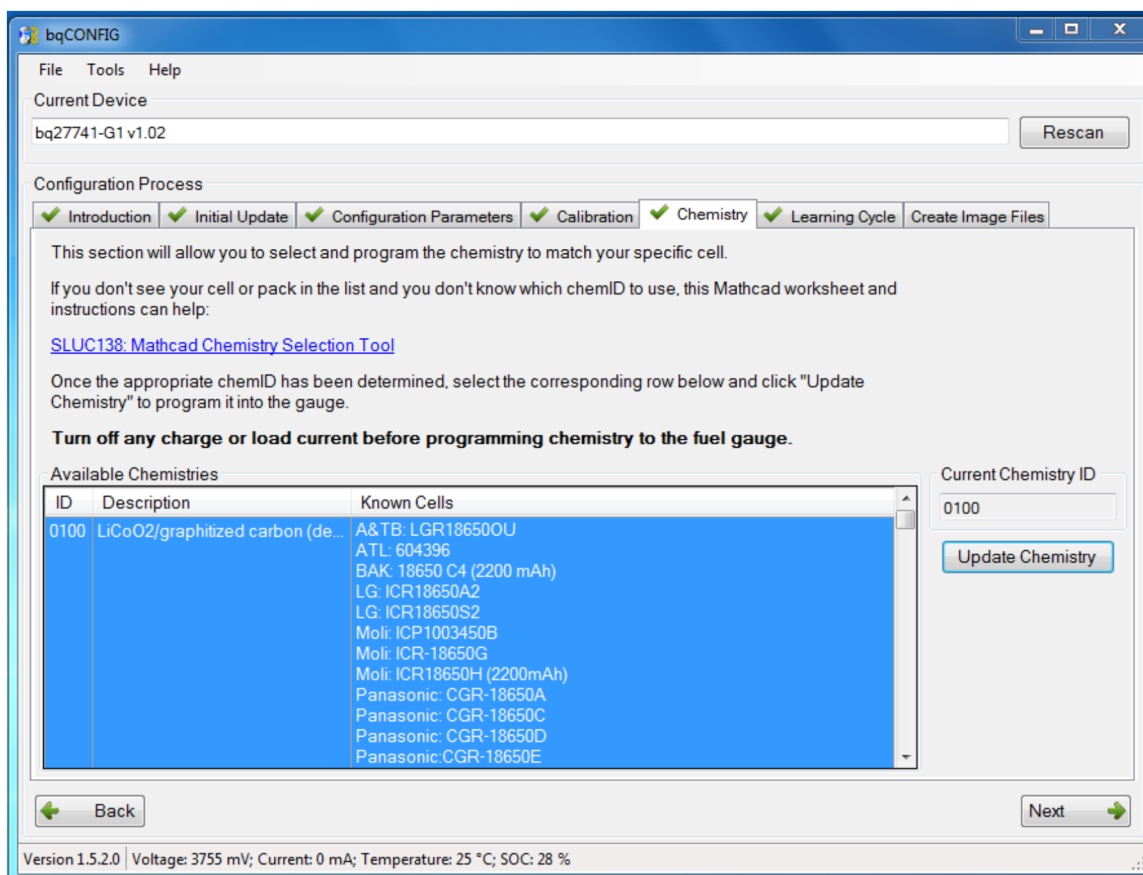 bqCONFIG
File Tools Help
Current Device
bq27741-G1 v1.02
Rescan
Configuration Process
Introduction Initial Update Configuration Parameters Calibration Chemistry Learning Cycle Create Image Files
This section will allow you to select and program the chemistry to match your specific cell.
If you don't see your cell or pack in the list and you don't know which chemID to use, this Mathcad worksheet and
instructions can help:
SLUC138: Mathcad Chemistry Selection Tool
Once the appropriate chemID has been determined, select the corresponding row below and click "Update
Chemistry" to program it into the gauge.
Turn off any charge or load current before programming chemistry to the fuel gauge.
Available Chemistries
ID Description Known Cells
0100 LiCoO2/graphitized carbon (de... A&TB: LGR18650OU
ATL: 604396
BAK: 18650 C4 (2200 mAh)
LG: ICR18650A2
LG: ICR18650S2
Moli: ICP1003450B
Moli: ICR-18650G
Moli: ICR18650H (2200mAh)
Panasonic: CGR-18650A
Panasonic: CGR-18650C
Panasonic: CGR-18650D
Panasonic:CGR-18650E
Current Chemistry ID
0100
Update Chemistry
Back
Next
Version 1.5.2.0 Voltage: 3755 mV; Current: 0 mA; Temperature: 25 °C; SOC: 28 %